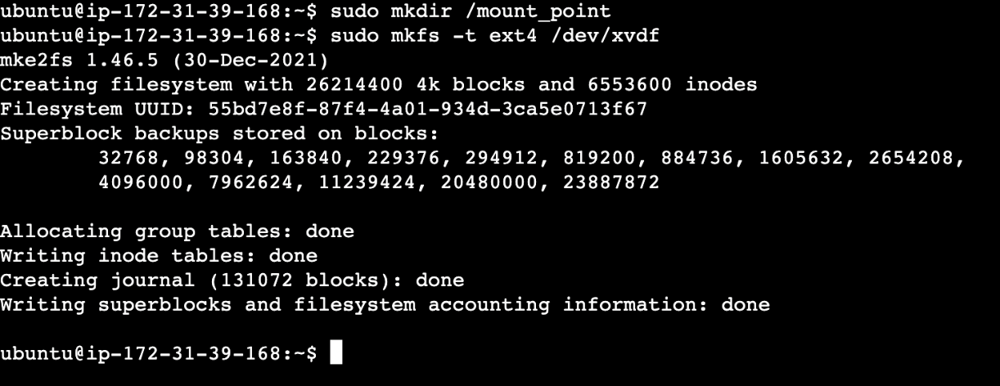 ubuntu@ip-172-31-39-168:~$ sudo mkdir /mount_point
ubuntu@ip-172-31-39-168:~$ sudo mkfs -t ext4 /dev/xvdf
mke2fs 1.46.5 (30-Dec-2021)
Creating filesystem with 26214400 4k blocks and 6553600 inodes
Filesystem UUID: 55bd7e8f-87f4-4a01-934d-3ca5e0713f67
Superblock backups stored on blocks:
        32768, 98304, 163840, 229376, 294912, 819200, 884736, 1605632, 2654208,
        4096000, 7962624, 11239424, 20480000, 23887872

Allocating group tables: done
Writing inode tables: done
Creating journal (131072 blocks): done
Writing superblocks and filesystem accounting information: done

ubuntu@ip-172-31-39-168:~$